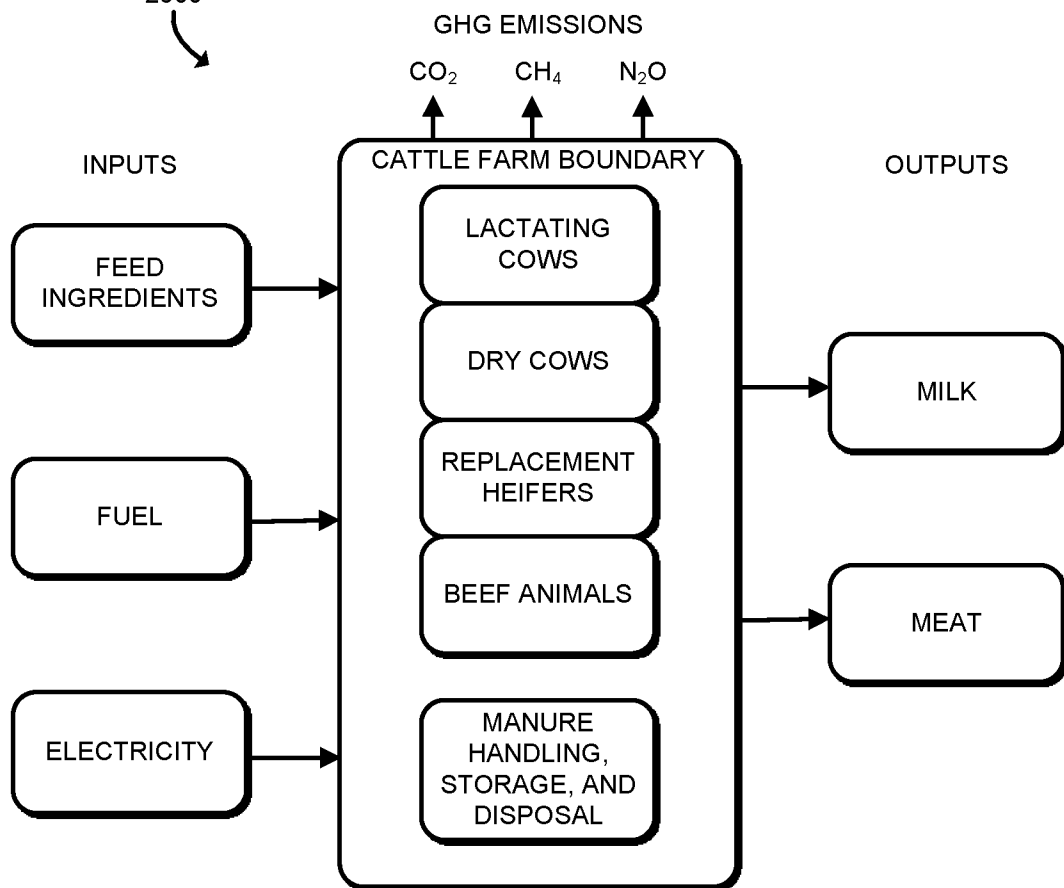 GHG EMISSIONS
CO₂ CH₄ N₂O
INPUTS
CATTLE FARM BOUNDARY
OUTPUTS
FEED
INGREDIENTS
FUEL
ELECTRICITY
LACTATING
COWS
DRY COWS
REPLACEMENT
HEIFERS
BEEF ANIMALS
MANURE
HANDLING,
STORAGE, AND
DISPOSAL
MILK
MEAT